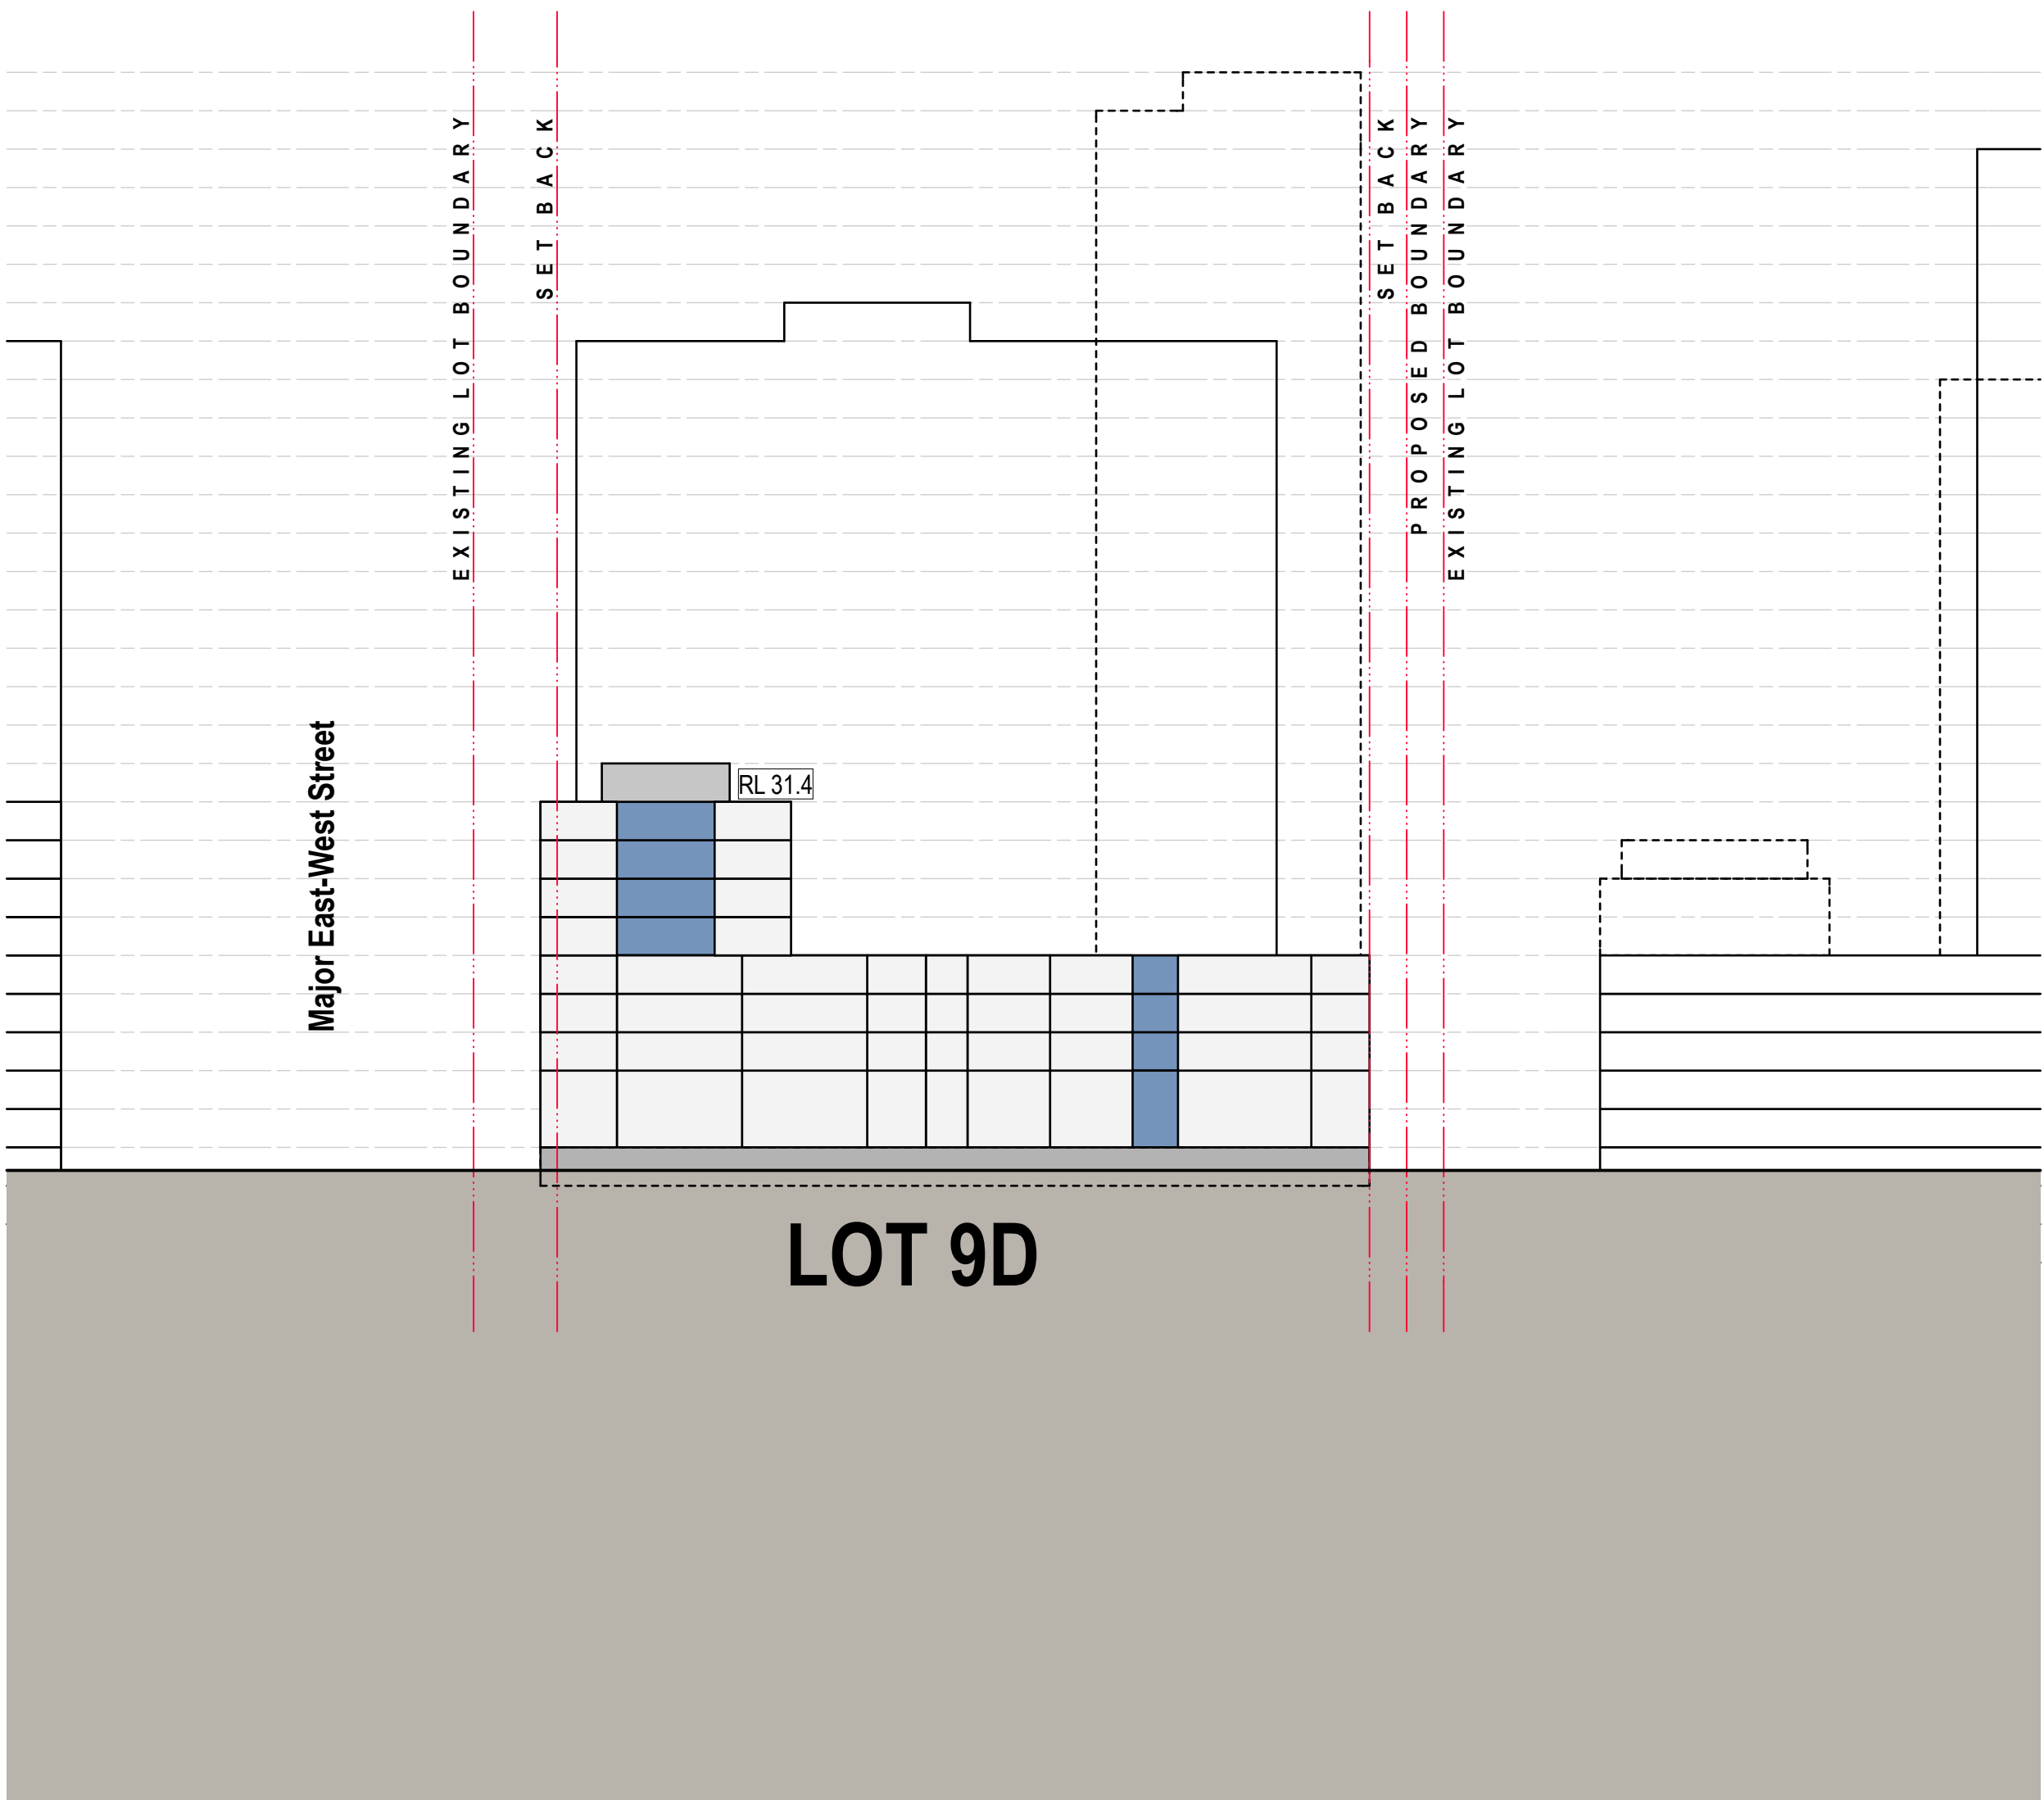 EXISTING LOT BOUNDARY
SET BACK
SET BACK
PROPOSED BOUNDARY
EXISTING LOT BOUNDARY
Major East-West Street
RL 31.4
LOT 9D